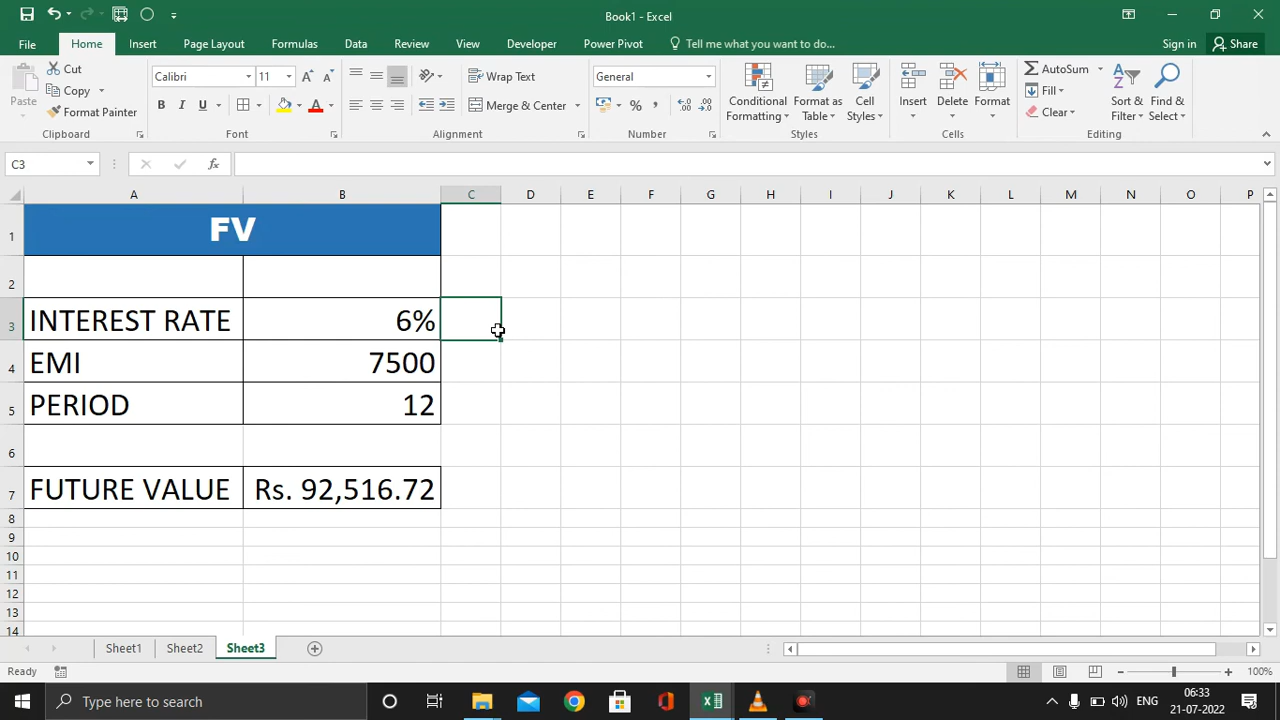 Book1 - Excel
File Home Insert Page Layout Formulas Data Review View Developer Power Pivot Tell me what you want to do... Sign in Share
Paste Cut Copy Format Painter Clipboard
Calibri 11 B I U Font
Wrap Text Merge & Center Alignment
General % , Number
Conditional Formatting Format as Table Cell Styles Styles
Insert Delete Format Cells
AutoSum Fill Clear Sort & Filter Find & Select Editing
C3 fx
A B C D E F G H I J K L M N O P
1 FV
2
3 INTEREST RATE 6%
4 EMI 7500
5 PERIOD 12
6
7 FUTURE VALUE Rs. 92,516.72
8
9
10
11
12
13
14
Sheet1 Sheet2 Sheet3
Ready 100%
Type here to search ENG 06:33
21-07-2022